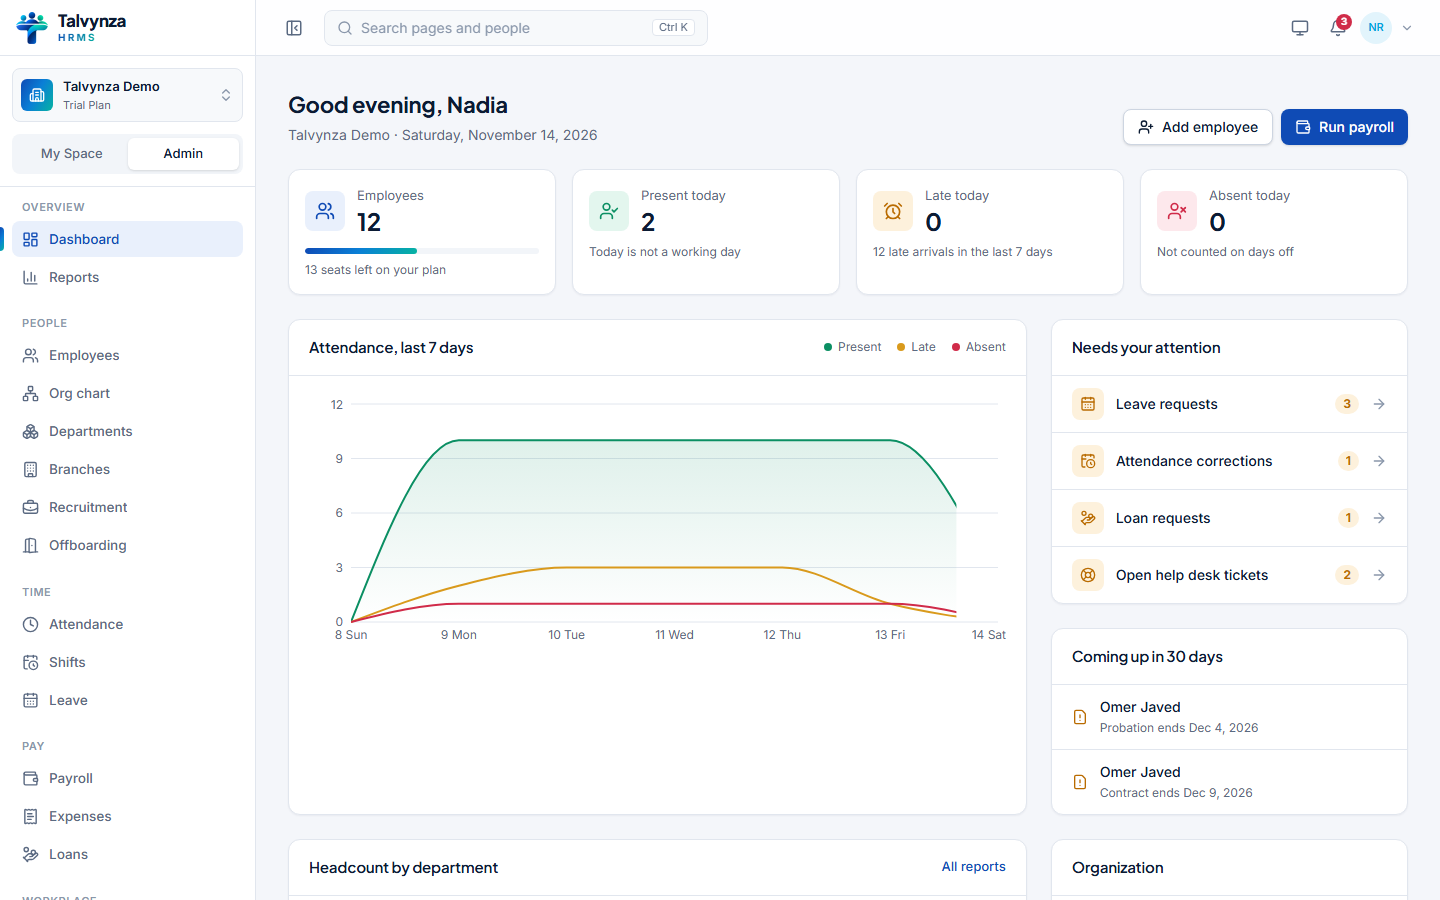 Talvynza
HRMS
Search pages and people
Ctrl K
3
NR
Talvynza Demo
Trial Plan
My Space
Admin
OVERVIEW
Dashboard
Reports
PEOPLE
Employees
Org chart
Departments
Branches
Recruitment
Offboarding
TIME
Attendance
Shifts
Leave
PAY
Payroll
Expenses
Loans
WORKPLACE
Good evening, Nadia
Talvynza Demo · Saturday, November 14, 2026
Add employee
Run payroll
Employees
12
13 seats left on your plan
Present today
2
Today is not a working day
Late today
0
12 late arrivals in the last 7 days
Absent today
0
Not counted on days off
Attendance, last 7 days
Present
Late
Absent
12
9
6
3
0
8 Sun
9 Mon
10 Tue
11 Wed
12 Thu
13 Fri
14 Sat
Needs your attention
Leave requests
3
Attendance corrections
1
Loan requests
1
Open help desk tickets
2
Coming up in 30 days
Omer Javed
Probation ends Dec 4, 2026
Omer Javed
Contract ends Dec 9, 2026
Headcount by department
All reports
Organization